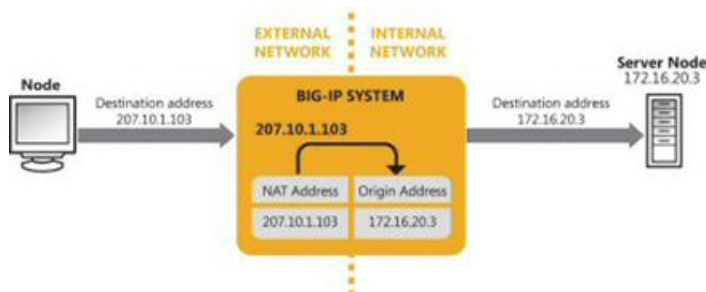 EXTERNAL
NETWORK
INTERNAL
NETWORK
Node
Destination address
207.10.1.103
BIG-IP SYSTEM
207.10.1.103
NAT Address
Origin Address
207.10.1.103
172.16.20.3
Destination address
172.16.20.3
Server Node
172.16.20.3